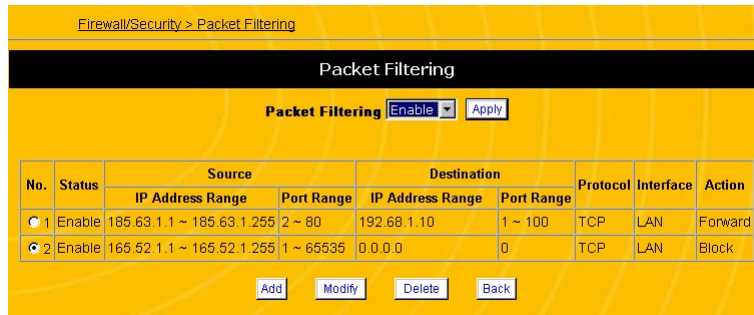 Firewall/Security > Packet Filtering
Packet Filtering
Packet Filtering Enable Apply
No. Status Source Destination Protocol Interface Action
IP Address Range Port Range IP Address Range Port Range
1 Enable 185.63.1.1 ~ 185.63.1.255 2 ~ 80 192.68.1.10 1 ~ 100 TCP LAN Forward
2 Enable 165.52.1.1 ~ 165.52.1.255 1 ~ 65535 0.0.0.0 0 TCP LAN Block
Add Modify Delete Back